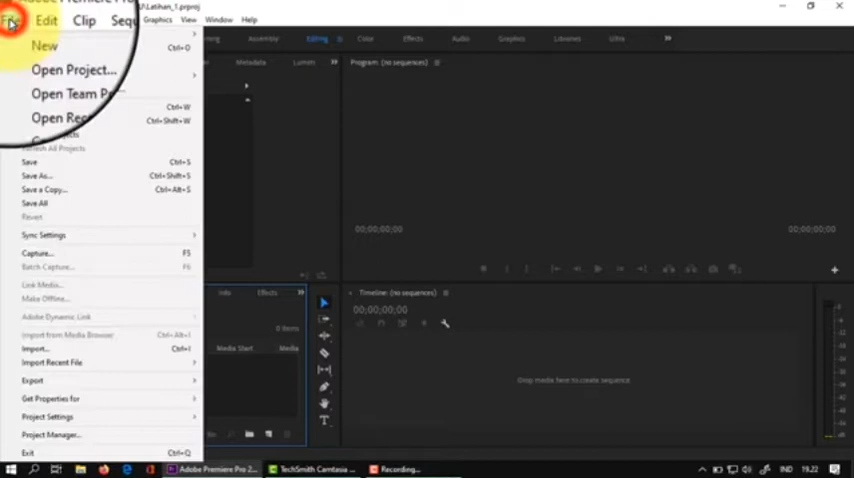 \Latihan_1.prproj
File Edit Clip Sequ Graphics View Window Help
New
Ctrl+O
Open Project...
Open Team P
Ctrl+W
Open Rec
Ctrl+Shift+W
Refresh All Projects
Save Ctrl+S
Save As... Ctrl+Shift+S
Save a Copy... Ctrl+Alt+S
Save All
Revert
Sync Settings
Capture... F5
Batch Capture... F6
Link Media...
Make Offline...
Adobe Dynamic Link
Import from Media Browser Ctrl+Alt+I
Import... Ctrl+I
Import Recent File
Export
Get Properties for
Project Settings
Project Manager...
Exit Ctrl+Q
Assembly Editing Color Effects Audio Graphics Libraries Ultra
Metadata Lumetri
Program: (no sequences)
00;00;00;00 00;00;00;00
Info Effects
0 Items
Media Start Media
Timeline: (no sequences)
00;00;00;00
Drop media here to create sequence.
Adobe Premiere Pro 2... TechSmith Camtasia ... Recording... IND 19.22